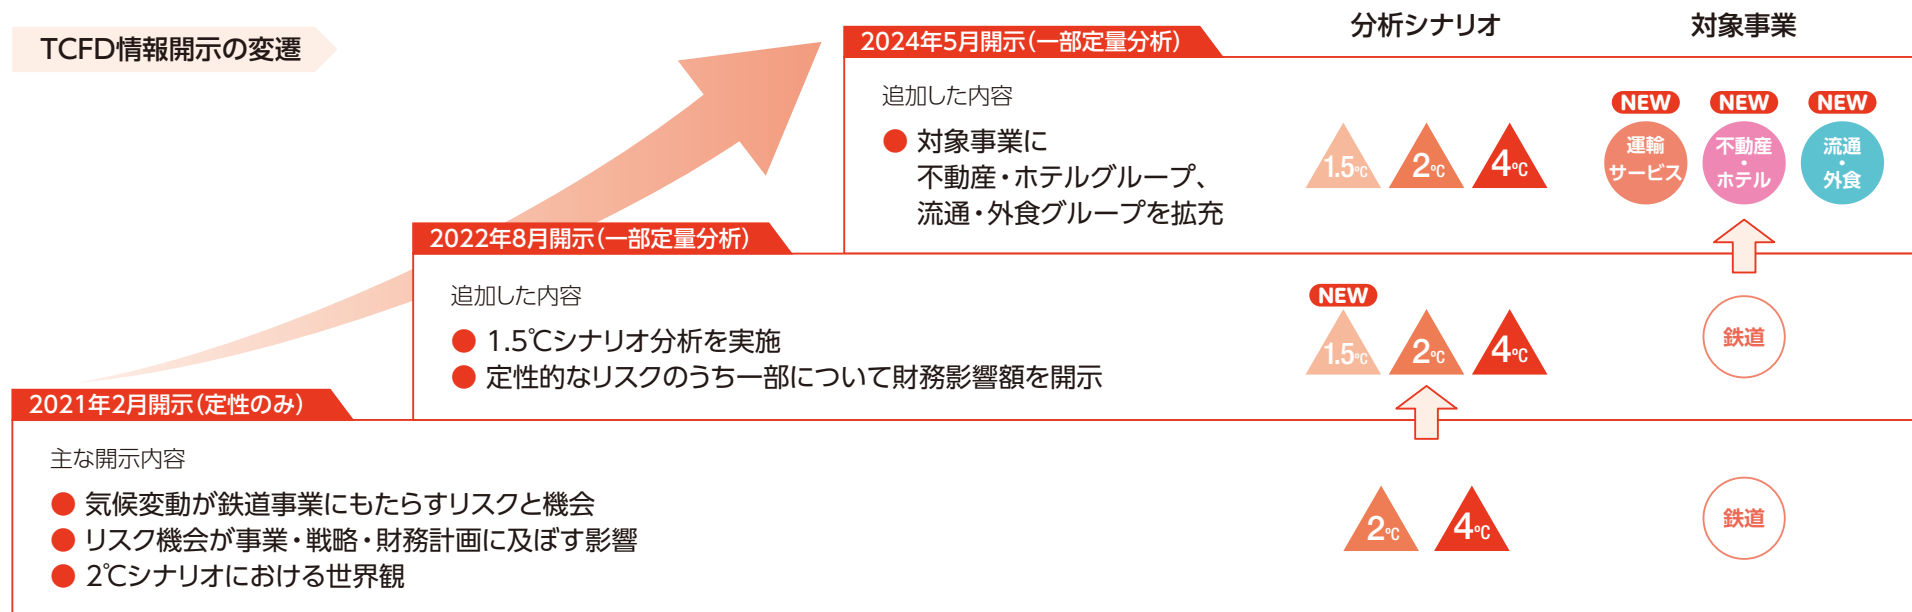 TCFD情報開示の変遷
分析シナリオ
対象事業
2024年5月開示(一部定量分析)
追加した内容
● 対象事業に
不動産・ホテルグループ、
流通・外食グループを拡充
1.5℃
2℃
4℃
NEW
運輸
サービス
NEW
不動産
・
ホテル
NEW
流通
・
外食
2022年8月開示(一部定量分析)
追加した内容
● 1.5℃シナリオ分析を実施
● 定性的なリスクのうち一部について財務影響額を開示
NEW
1.5℃
2℃
4℃
鉄道
2021年2月開示(定性のみ)
主な開示内容
● 気候変動が鉄道事業にもたらすリスクと機会
● リスク機会が事業・戦略・財務計画に及ぼす影響
● 2℃シナリオにおける世界観
2℃
4℃
鉄道